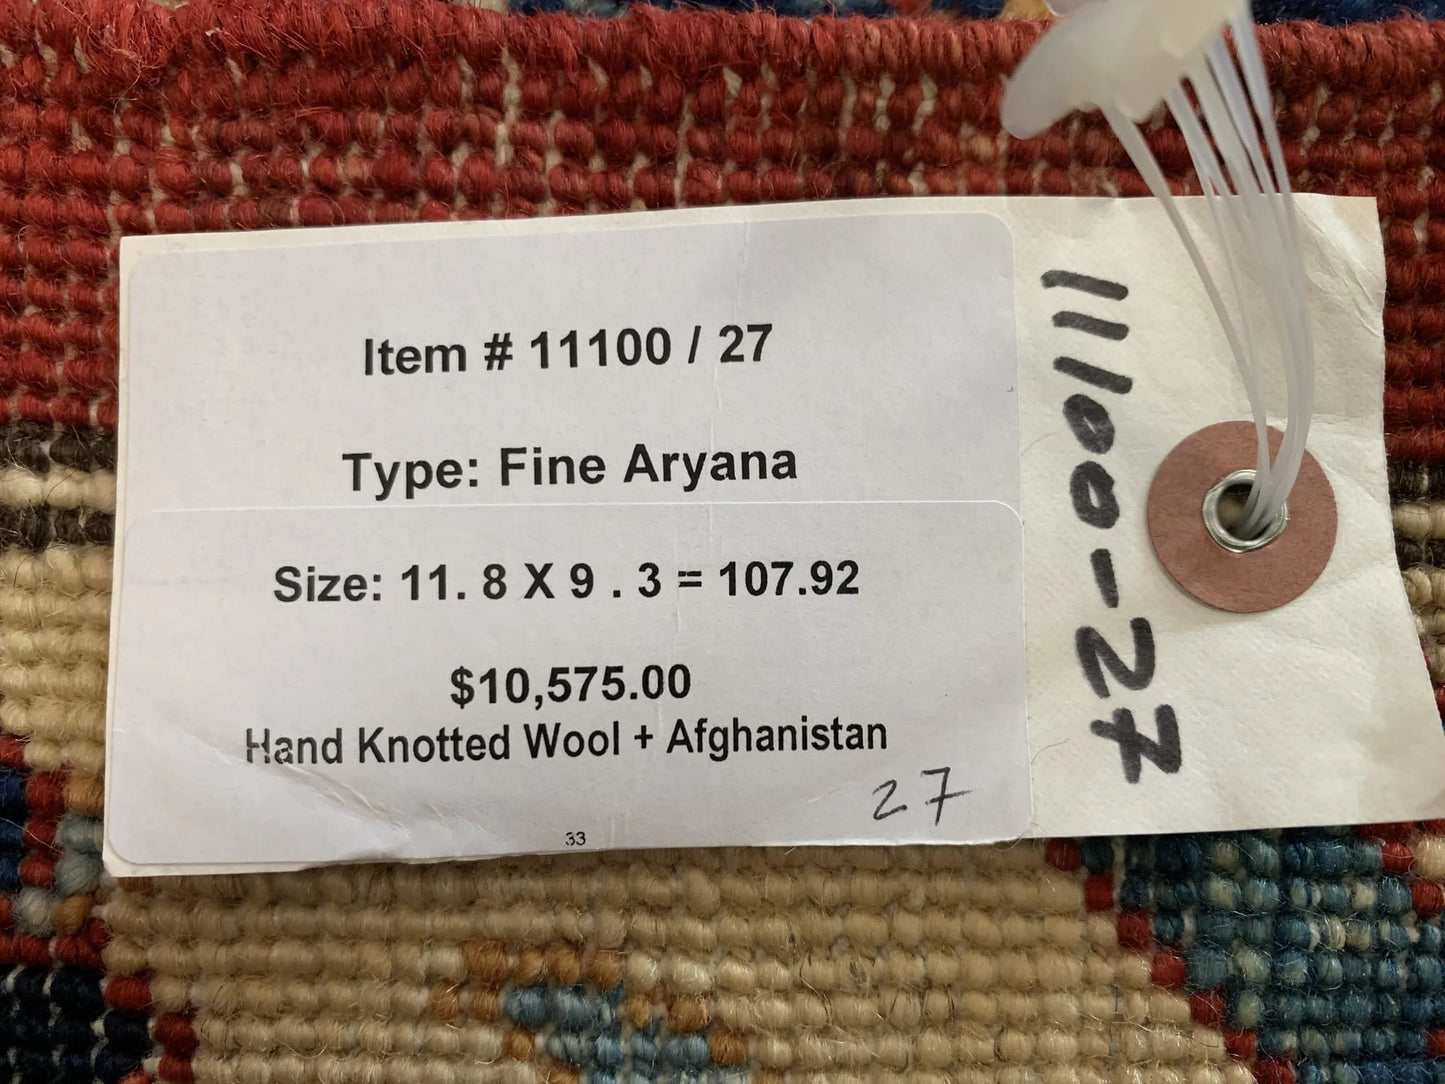 Item # 11100 / 27
Type: Fine Aryana
Size: 11. 8 X 9 . 3 = 107.92
$10,575.00
Hand Knotted Wool + Afghanistan
27
33
11100-27